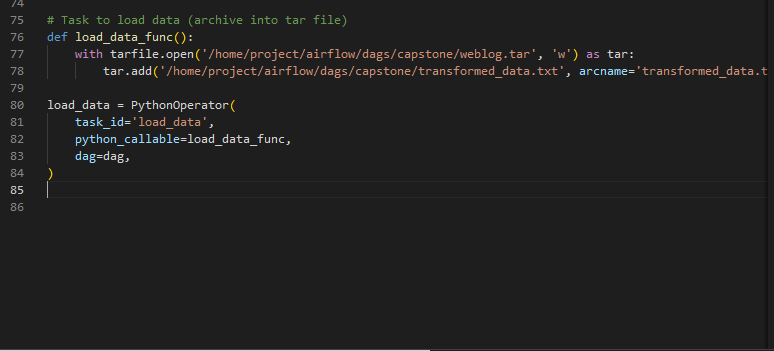 74
75 # Task to load data (archive into tar file)
76 def load_data_func():
77     with tarfile.open('/home/project/airflow/dags/capstone/weblog.tar', 'w') as tar:
78         tar.add('/home/project/airflow/dags/capstone/transformed_data.txt', arcname='transformed_data.t
79
80 load_data = PythonOperator(
81     task_id='load_data',
82     python_callable=load_data_func,
83     dag=dag,
84 )
85
86